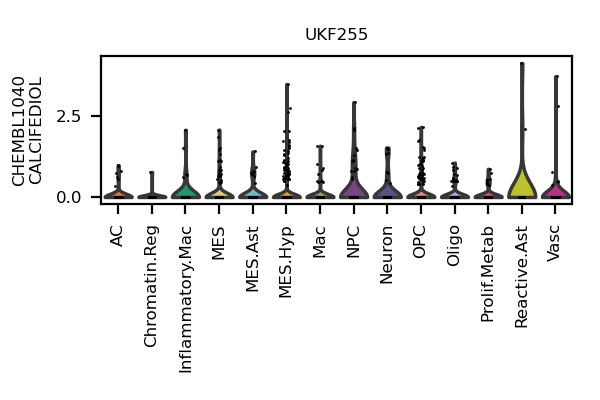 UKF255
CHEMBL1040
CALCIFEDIOL
2.5
0.0
AC
Chromatin.Reg
Inflammatory.Mac
MES
MES.Ast
MES.Hyp
Mac
NPC
Neuron
OPC
Oligo
Prolif.Metab
Reactive.Ast
Vasc